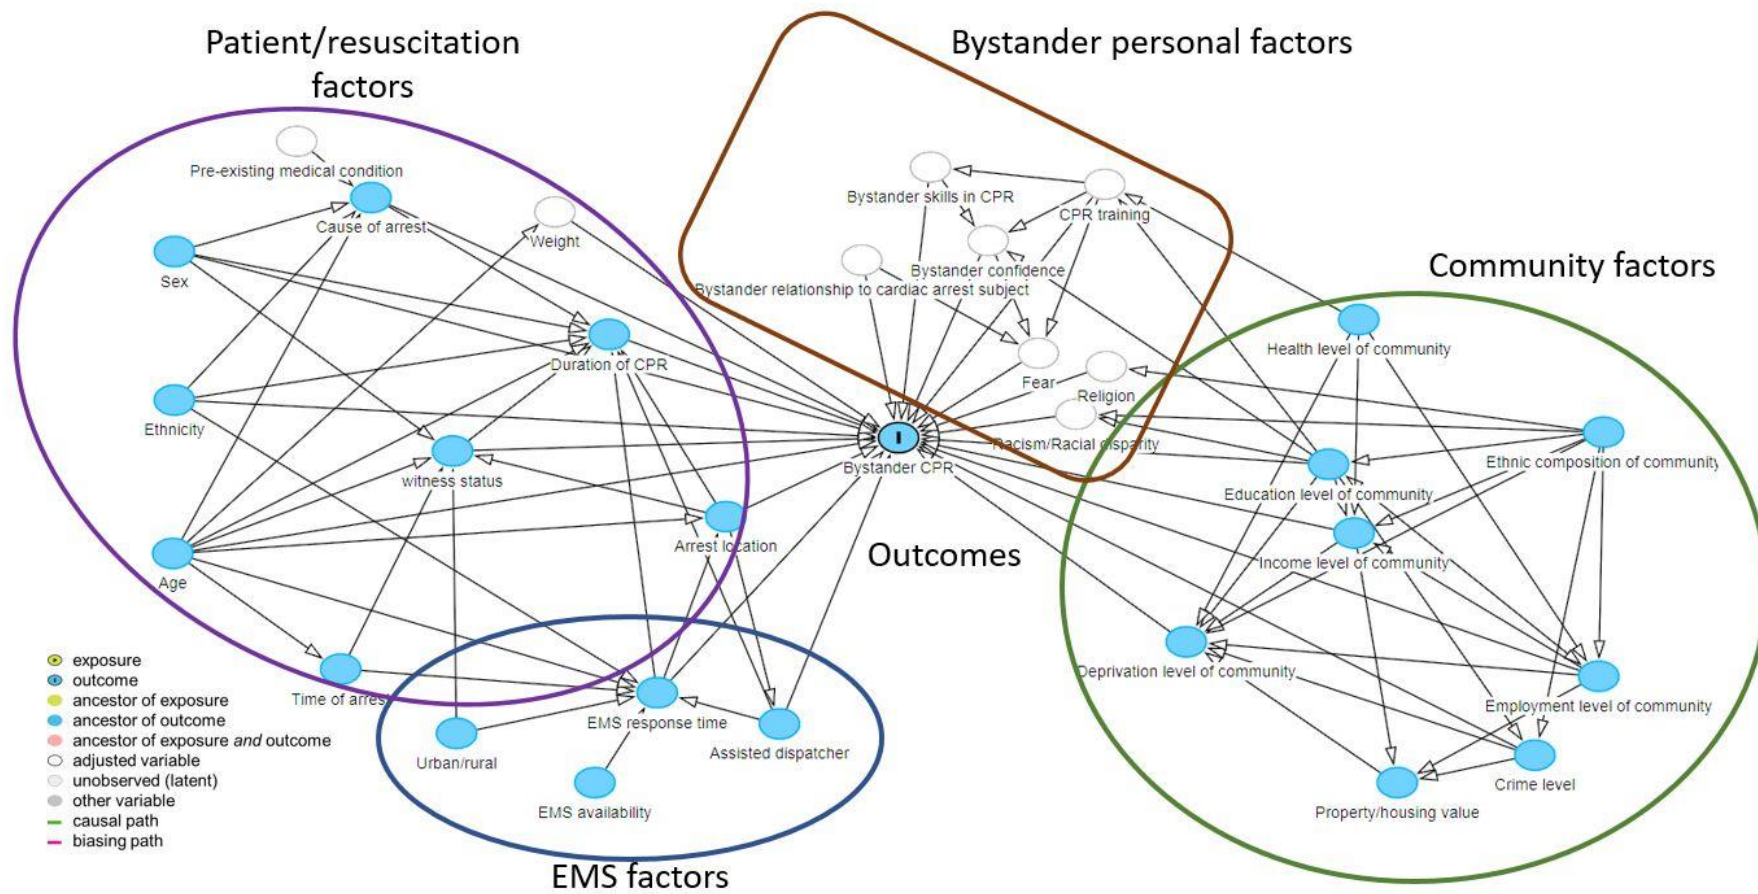 Patient/resuscitation
factors
Bystander personal factors
Pre-existing medical condition
Cause of arrest
Weight
Sex
Bystander skills in CPR
CPR training
Bystander confidence
Bystander relationship to cardiac arrest subject
Community factors
Health level of community
Duration of CPR
Fear
Religion
Ethnicity
Racism/Racial disparity
Ethnic composition of community
witness status
Bystander CPR
Education level of community
Arrest location
Outcomes
Income level of community
Age
Deprivation level of community
Time of arrest
EMS response time
Employment level of community
Urban/rural
Assisted dispatcher
Crime level
EMS availability
Property/housing value
EMS factors
exposure
outcome
ancestor of exposure
ancestor of outcome
ancestor of exposure and outcome
adjusted variable
unobserved (latent)
other variable
causal path
biasing path